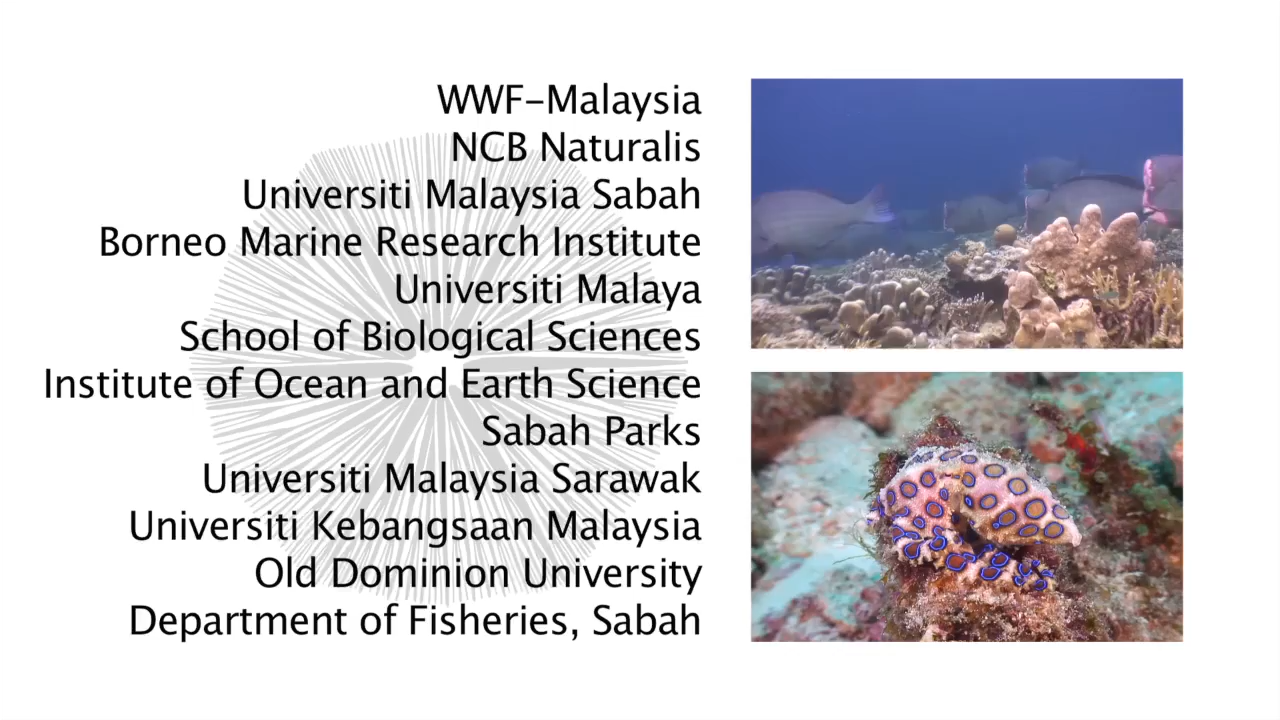 WWF–Malaysia
NCB Naturalis
Universiti Malaysia Sabah
Borneo Marine Research Institute
Universiti Malaya
School of Biological Sciences
Institute of Ocean and Earth Science
Sabah Parks
Universiti Malaysia Sarawak
Universiti Kebangsaan Malaysia
Old Dominion University
Department of Fisheries, Sabah